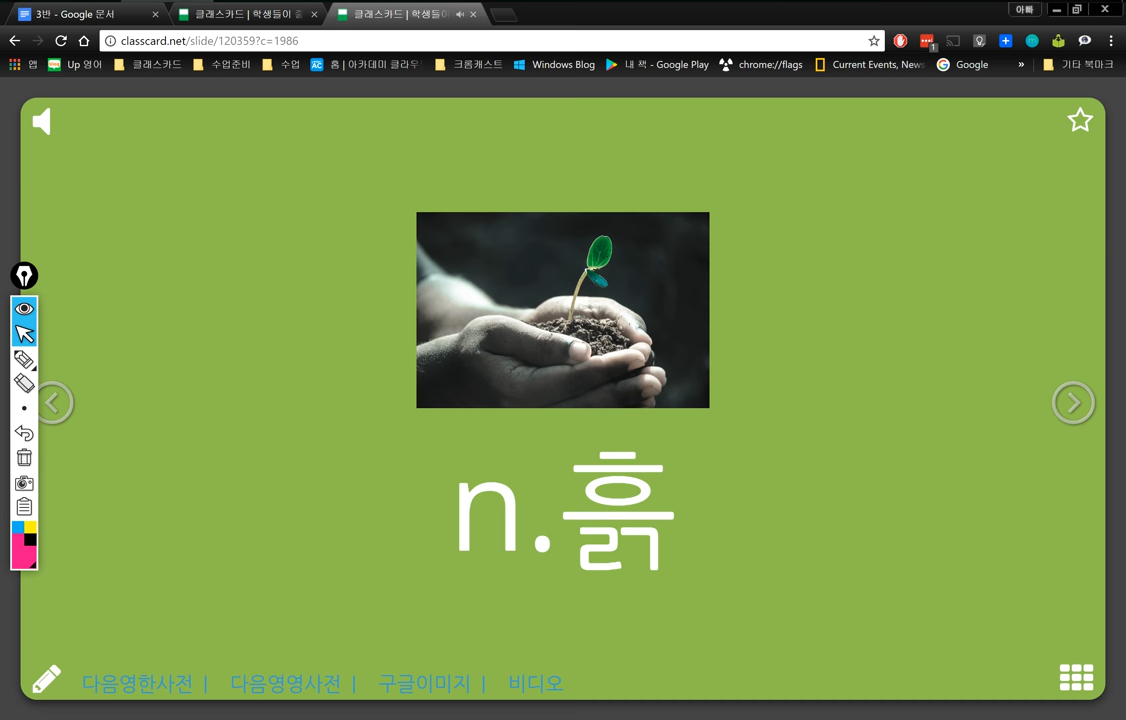 3반 - Google 문서
클래스카드 | 학생들이
클래스카드 | 학생들이
아빠
classcard.net/slide/120359?c=1986
1
앱
Up 영어
클래스카드
수업준비
수업
홈 | 아카데미 클라우
크롬캐스트
Windows Blog
내 책 - Google Play
chrome://flags
Current Events, News
Google
»
기타 북마크
n.흙
다음영한사전 |
다음영영사전 |
구글이미지 |
비디오